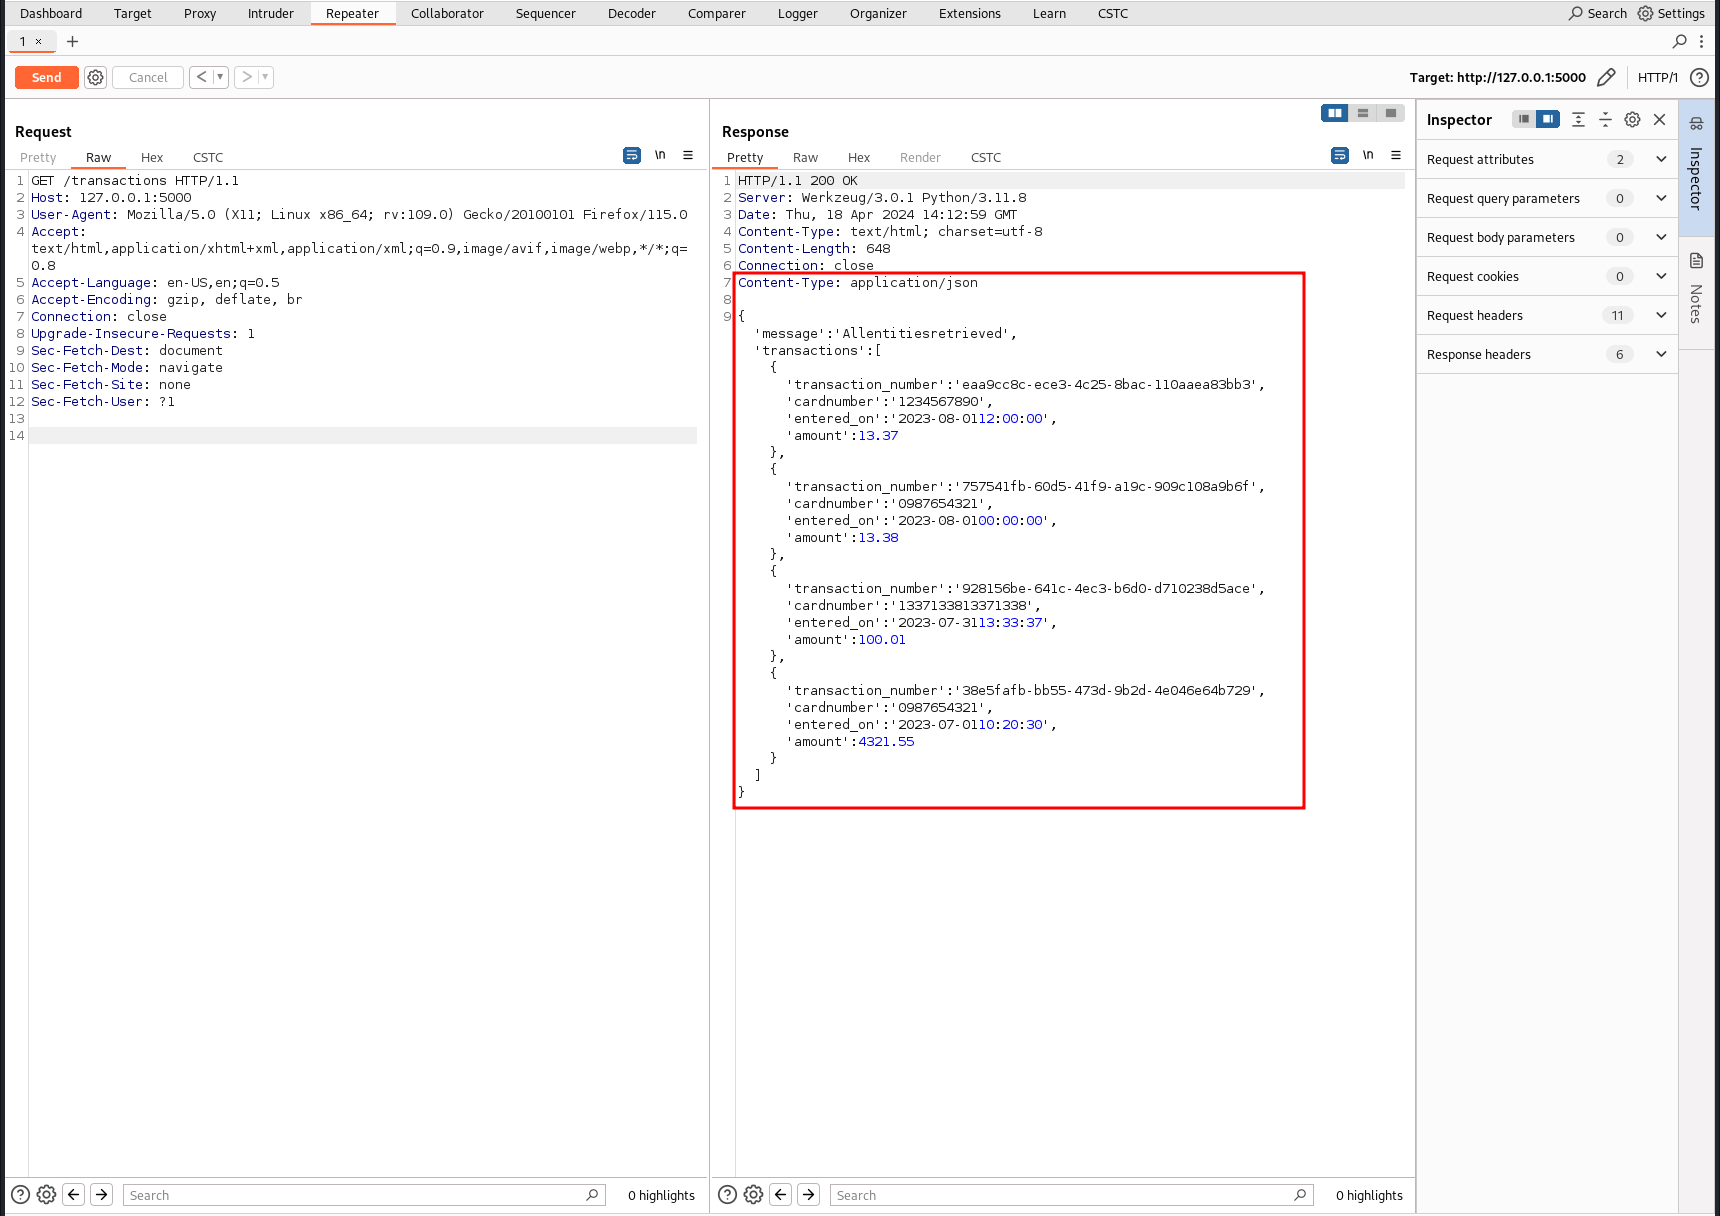 Dashboard Target Proxy Intruder Repeater Collaborator Sequencer Decoder Comparer Logger Organizer Extensions Learn CSTC Search Settings
1 × +
Send Cancel < > Target: http://127.0.0.1:5000 HTTP/1 ?
Request
Pretty Raw Hex CSTC \n
1 GET /transactions HTTP/1.1
2 Host: 127.0.0.1:5000
3 User-Agent: Mozilla/5.0 (X11; Linux x86_64; rv:109.0) Gecko/20100101 Firefox/115.0
4 Accept:
text/html,application/xhtml+xml,application/xml;q=0.9,image/avif,image/webp,*/*;q=
0.8
5 Accept-Language: en-US,en;q=0.5
6 Accept-Encoding: gzip, deflate, br
7 Connection: close
8 Upgrade-Insecure-Requests: 1
9 Sec-Fetch-Dest: document
10 Sec-Fetch-Mode: navigate
11 Sec-Fetch-Site: none
12 Sec-Fetch-User: ?1
13
14
? Search 0 highlights
Response
Pretty Raw Hex Render CSTC \n
1 HTTP/1.1 200 OK
2 Server: Werkzeug/3.0.1 Python/3.11.8
3 Date: Thu, 18 Apr 2024 14:12:59 GMT
4 Content-Type: text/html; charset=utf-8
5 Content-Length: 648
6 Connection: close
7 Content-Type: application/json
8
9 {
'message':'Allentitiesretrieved',
'transactions':[
{
'transaction_number':'eaa9cc8c-ece3-4c25-8bac-110aaea83bb3',
'cardnumber':'1234567890',
'entered_on':'2023-08-0112:00:00',
'amount':13.37
},
{
'transaction_number':'757541fb-60d5-41f9-a19c-909c108a9b6f',
'cardnumber':'0987654321',
'entered_on':'2023-08-0100:00:00',
'amount':13.38
},
{
'transaction_number':'928156be-641c-4ec3-b6d0-d710238d5ace',
'cardnumber':'1337133813371338',
'entered_on':'2023-07-3113:33:37',
'amount':100.01
},
{
'transaction_number':'38e5fafb-bb55-473d-9b2d-4e046e64b729',
'cardnumber':'0987654321',
'entered_on':'2023-07-0110:20:30',
'amount':4321.55
}
]
}
? Search 0 highlights
Inspector
Request attributes 2
Request query parameters 0
Request body parameters 0
Request cookies 0
Request headers 11
Response headers 6
Inspector
Notes